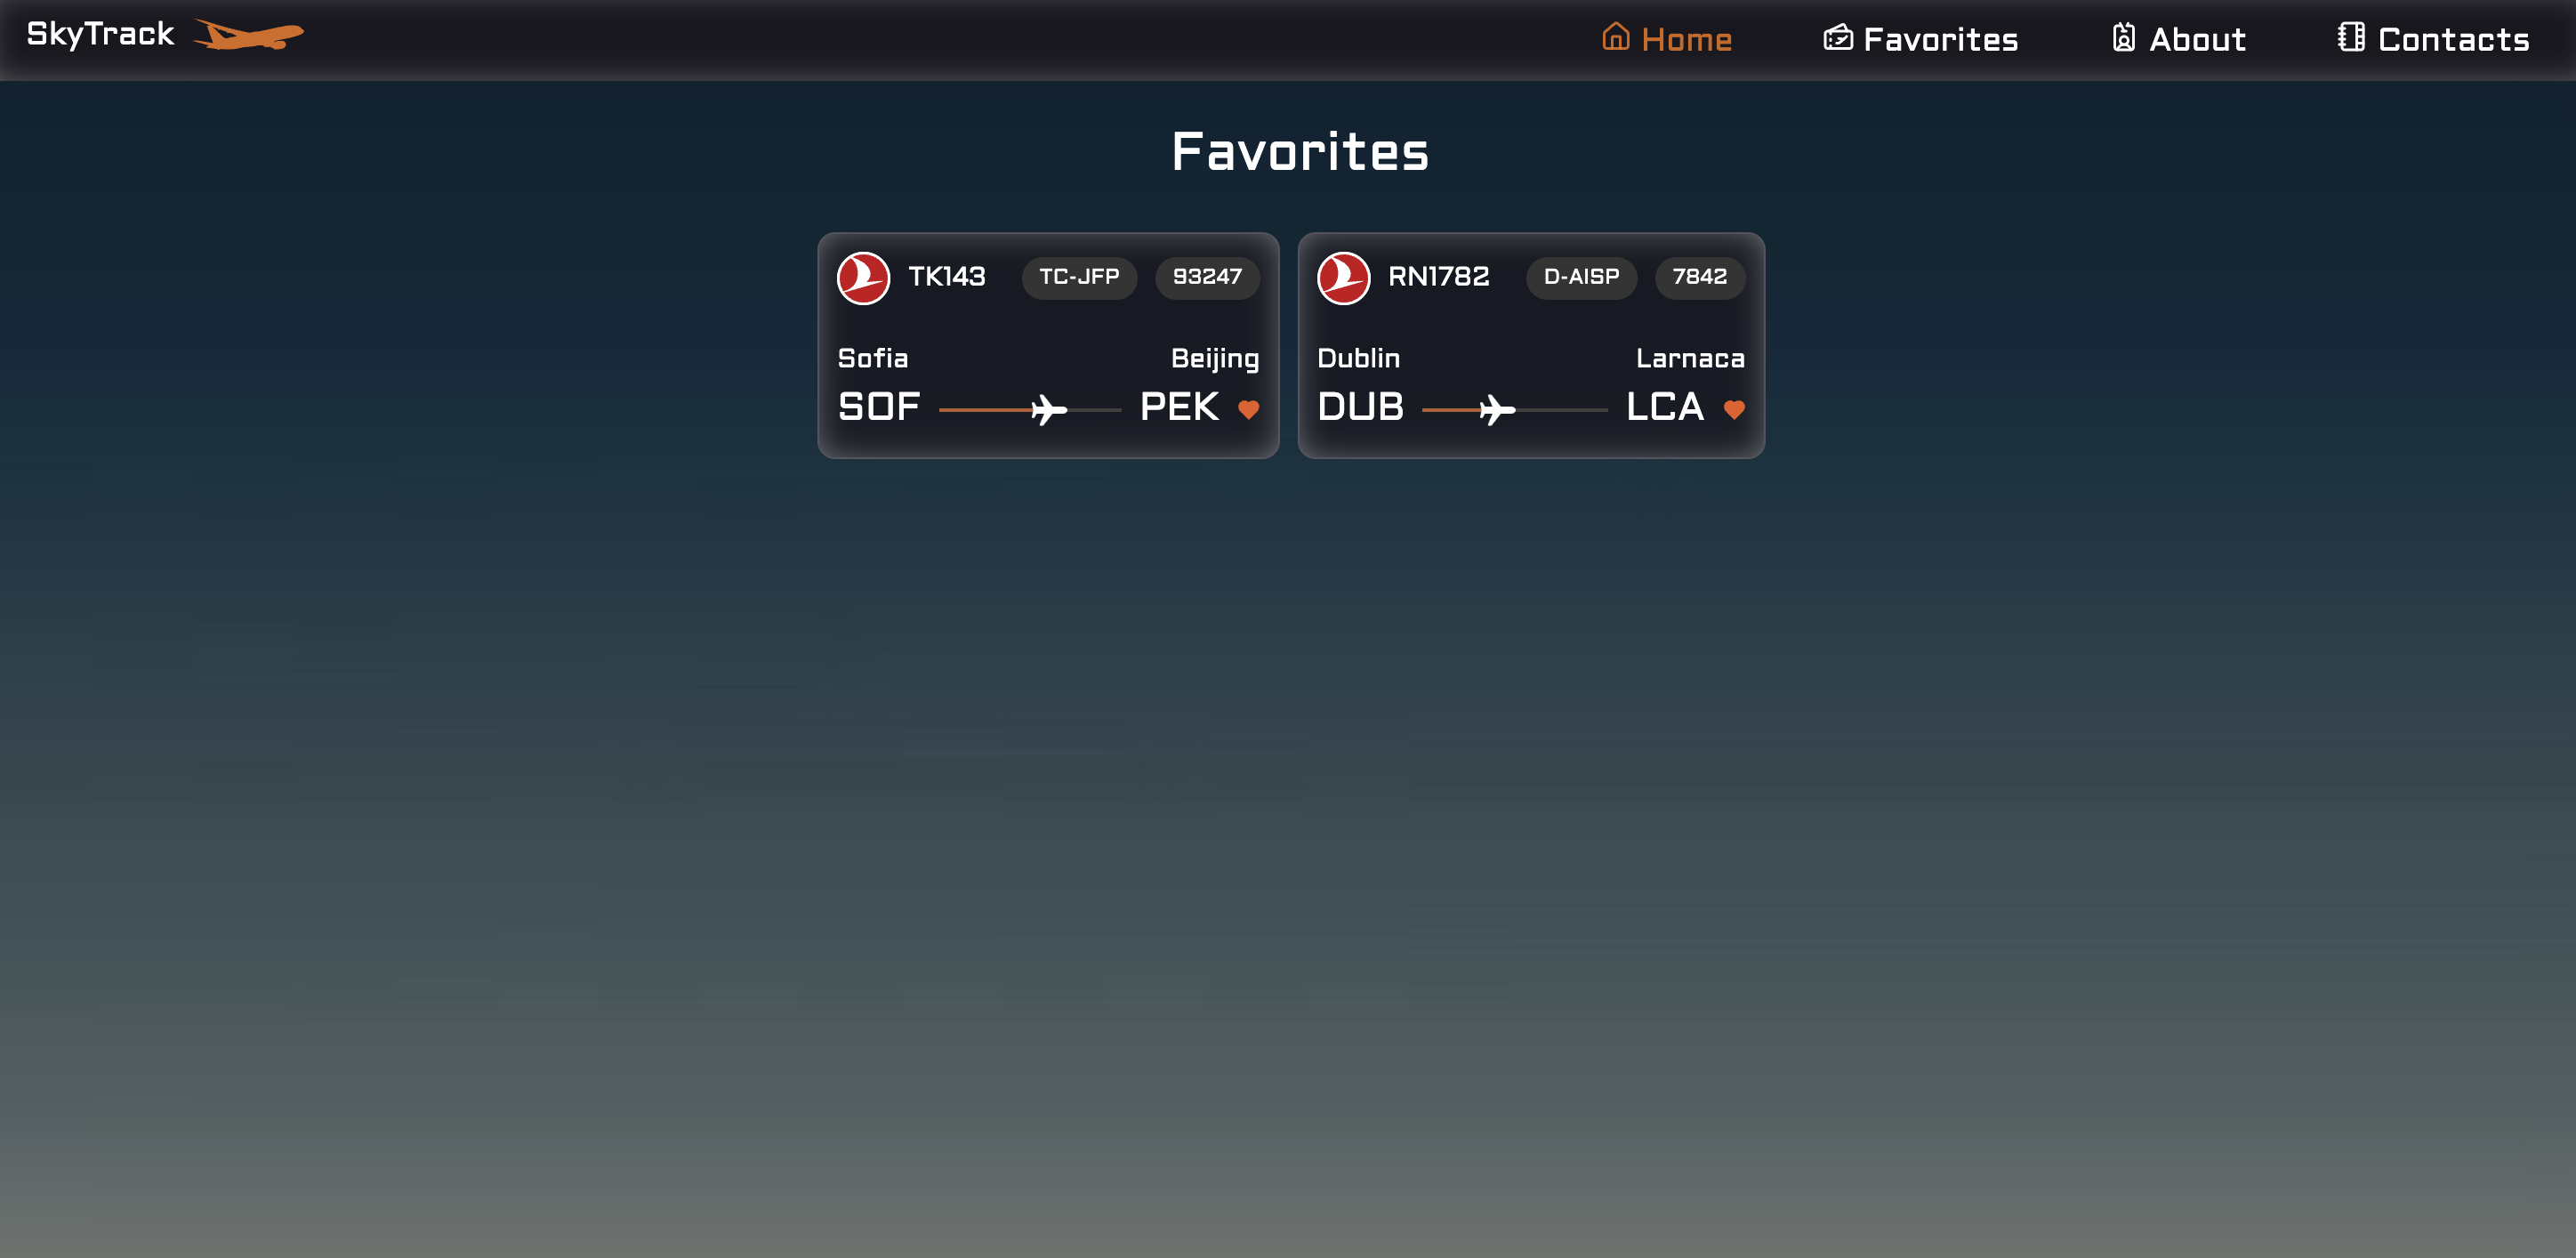 SkyTrack
Home Favorites About Contacts
Favorites
TK143 TC-JFP 93247
Sofia Beijing
SOF PEK
RN1782 D-AISP 7842
Dublin Larnaca
DUB LCA